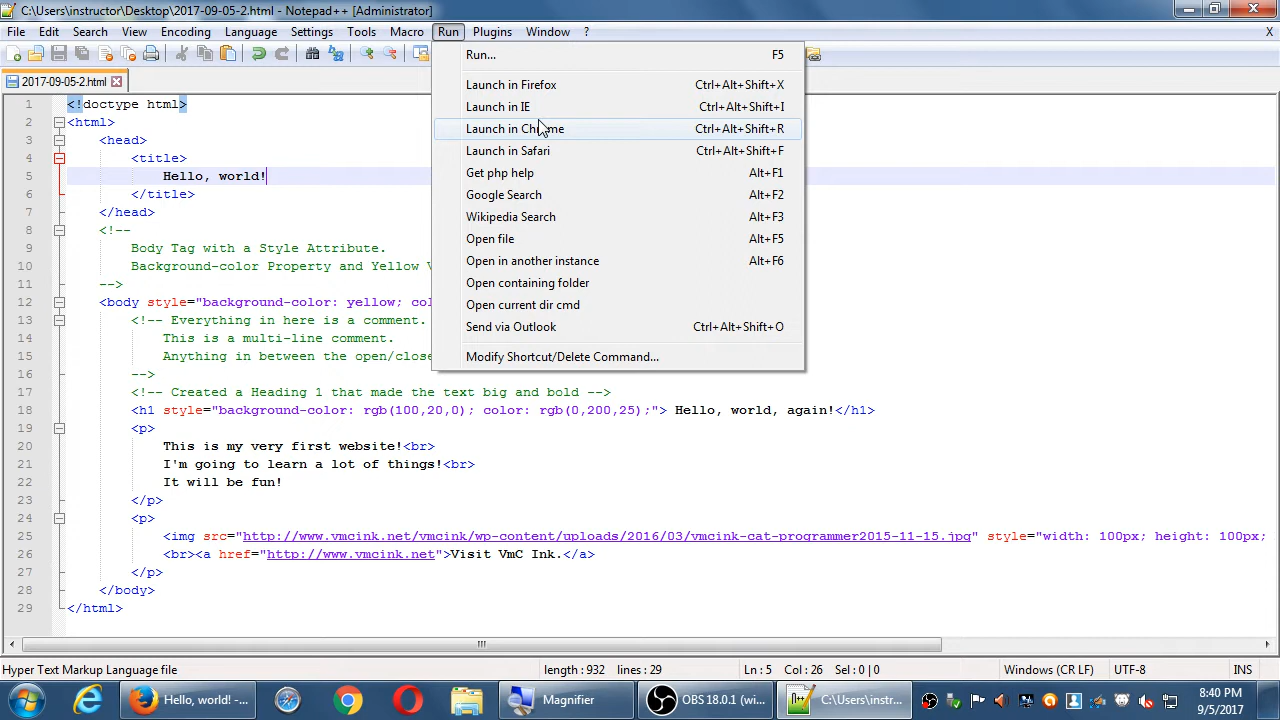 C:\Users\instructor\Desktop\2017-09-05-2.html - Notepad++ [Administrator]
File Edit Search View Encoding Language Settings Tools Macro Run Plugins Window ? X
2017-09-05-2.html
Run... F5
Launch in Firefox Ctrl+Alt+Shift+X
Launch in IE Ctrl+Alt+Shift+I
Launch in Chrome Ctrl+Alt+Shift+R
Launch in Safari Ctrl+Alt+Shift+F
Get php help Alt+F1
Google Search Alt+F2
Wikipedia Search Alt+F3
Open file Alt+F5
Open in another instance Alt+F6
Open containing folder
Open current dir cmd
Send via Outlook Ctrl+Alt+Shift+O
Modify Shortcut/Delete Command...
1 <!doctype html>
2 <html>
3 <head>
4 <title>
5 Hello, world!
6 </title>
7 </head>
8 <!--
9 Body Tag with a Style Attribute.
10 Background-color Property and Yellow V
11 -->
12 <body style="background-color: yellow; co
13 <!-- Everything in here is a comment.
14 This is a multi-line comment.
15 Anything in between the open/close
16 -->
17 <!-- Created a Heading 1 that made the text big and bold -->
18 <h1 style="background-color: rgb(100,20,0); color: rgb(0,200,25);"> Hello, world, again!</h1>
19 <p>
20 This is my very first website!<br>
21 I'm going to learn a lot of things!<br>
22 It will be fun!
23 </p>
24 <p>
25 <img src="http://www.vmcink.net/vmcink/wp-content/uploads/2016/03/vmcink-cat-programmer2015-11-15.jpg" style="width: 100px; height: 100px;
26 <br><a href="http://www.vmcink.net">Visit VmC Ink.</a>
27 </p>
28 </body>
29 </html>
Hyper Text Markup Language file length : 932 lines : 29 Ln : 5 Col : 26 Sel : 0 | 0 Windows (CR LF) UTF-8 INS
Hello, world! -... Magnifier OBS 18.0.1 (wi... C:\Users\instr... 8:40 PM
9/5/2017